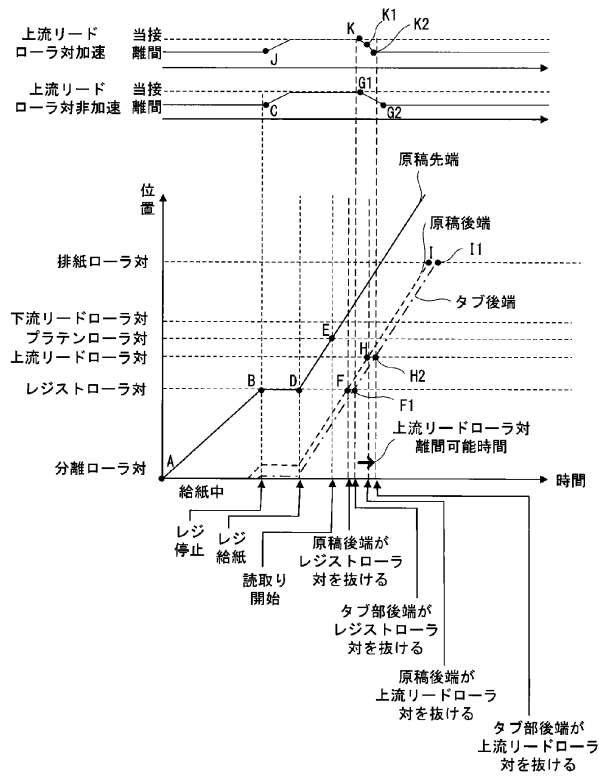 上流リード
ローラ対加速
当接
離間
J
K
K1
K2
上流リード
ローラ対非加速
当接
離間
C
G1
G2
位置
原稿先端
原稿後端
排紙ローラ対
I
I1
タブ後端
下流リードローラ対
プラテンローラ対
E
上流リードローラ対
H
H2
レジストローラ対
B
D
F
F1
上流リードローラ対
離間可能時間
分離ローラ対
A
時間
給紙中
レジ
停止
レジ
給紙
読取り
開始
原稿後端が
レジストローラ
対を抜ける
タブ部後端が
レジストローラ
対を抜ける
原稿後端が
上流リードローラ
対を抜ける
タブ部後端が
上流リードローラ
対を抜ける